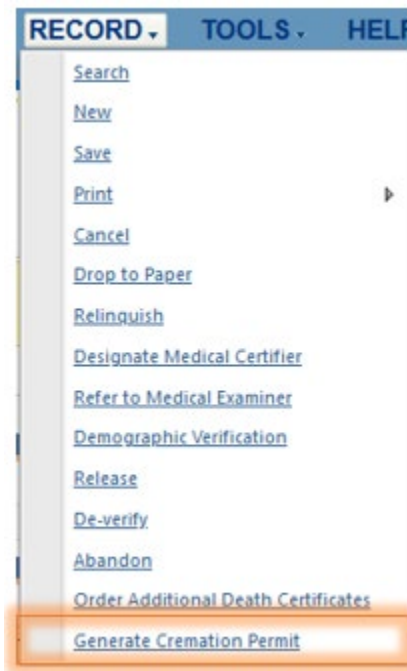 RECORD TOOLS HELP
Search
New
Save
Print
Cancel
Drop to Paper
Relinquish
Designate Medical Certifier
Refer to Medical Examiner
Demographic Verification
Release
De-verify
Abandon
Order Additional Death Certificates
Generate Cremation Permit